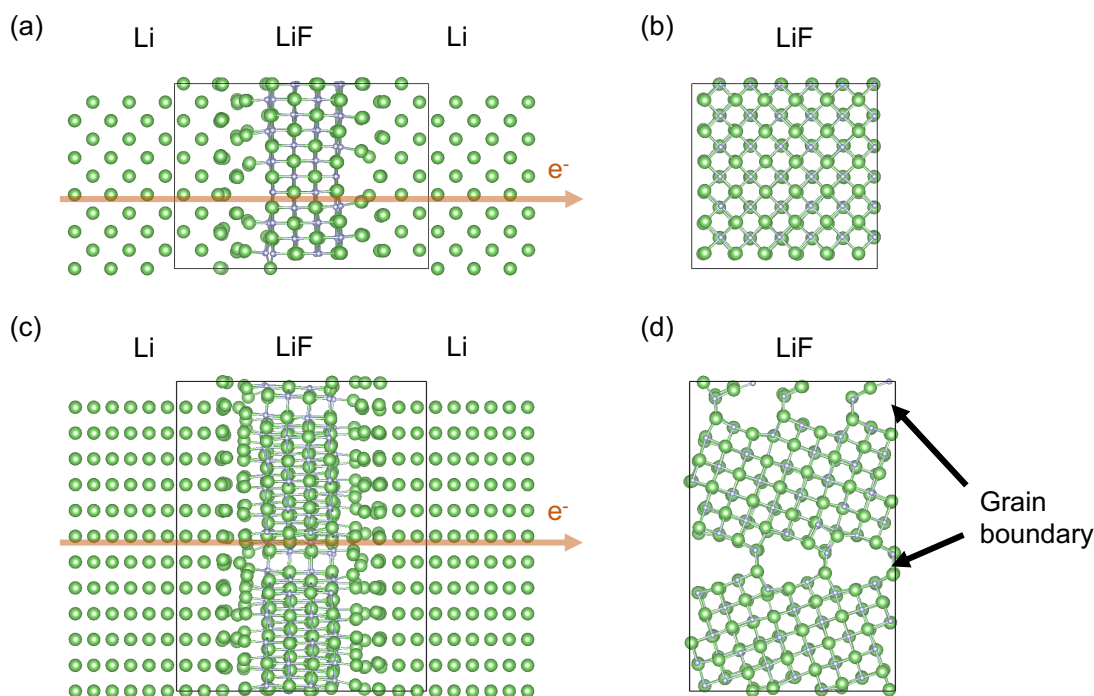 (a)
Li
LiF
Li
e-
(b)
LiF
(c)
Li
LiF
Li
e-
(d)
LiF
Grain
boundary